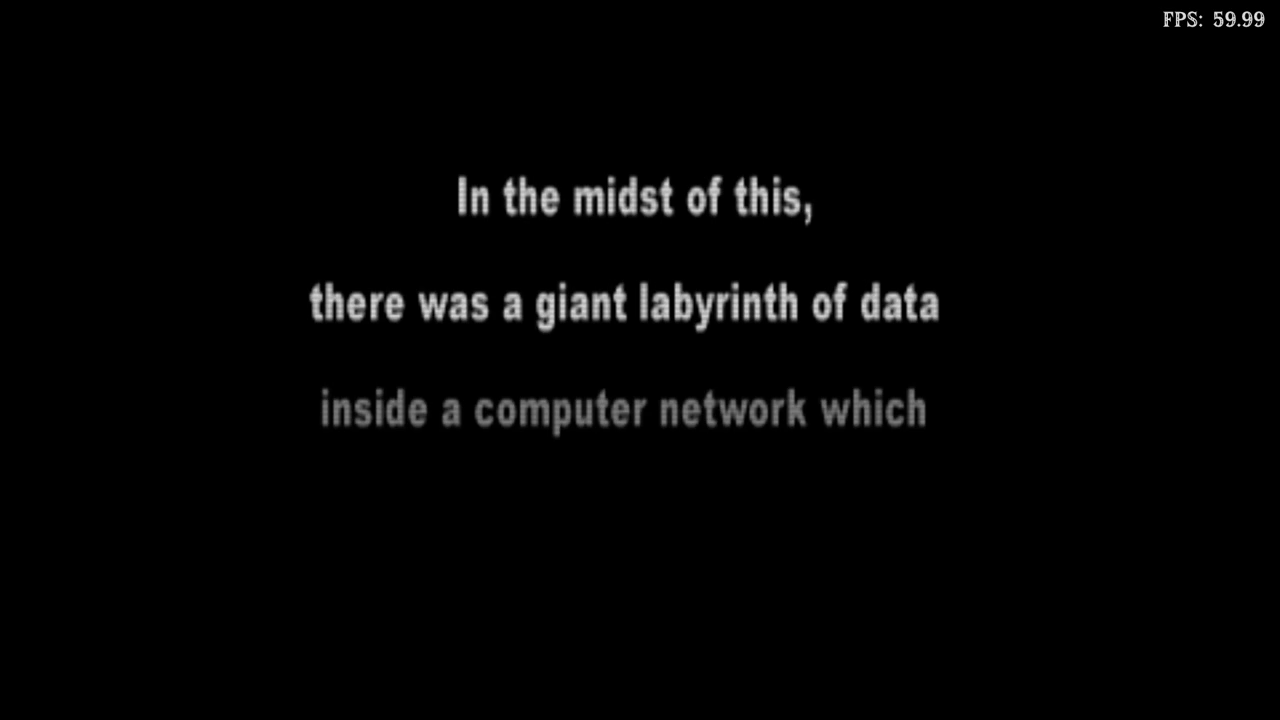 FPS: 59.99
In the midst of this,
there was a giant labyrinth of data
inside a computer network which